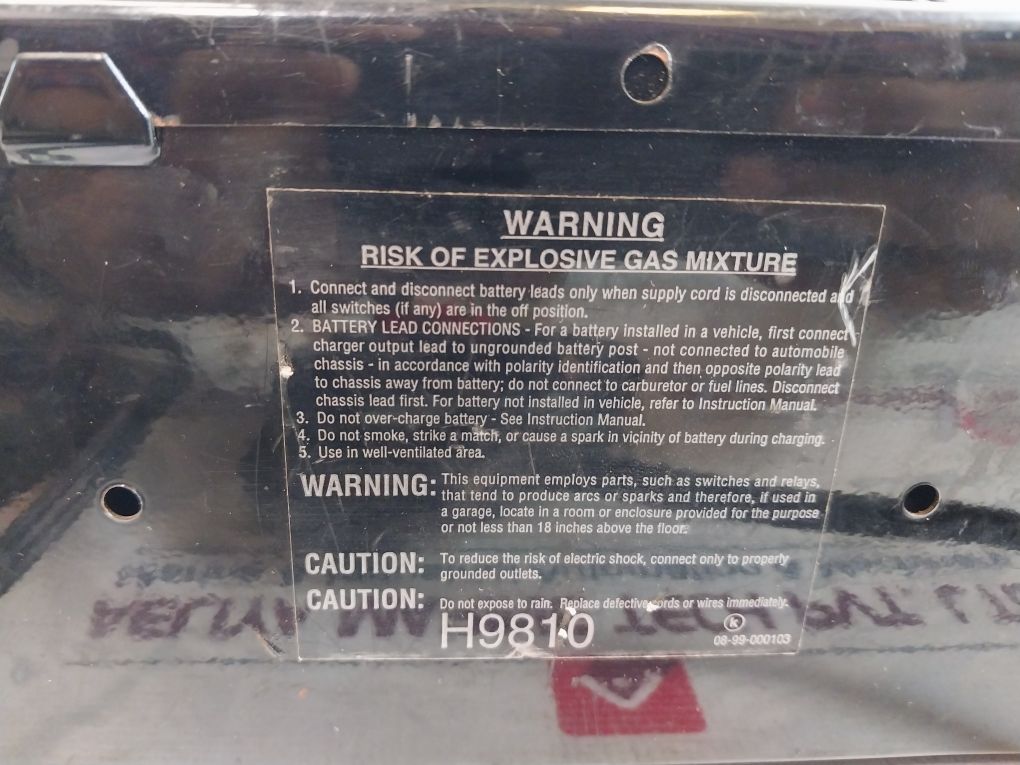 WARNING
RISK OF EXPLOSIVE GAS MIXTURE
1. Connect and disconnect battery leads only when supply cord is disconnected and
all switches (if any) are in the off position.
2. BATTERY LEAD CONNECTIONS - For a battery installed in a vehicle, first connect
charger output lead to ungrounded battery post - not connected to automobile
chassis - in accordance with polarity identification and then opposite polarity lead
to chassis away from battery; do not connect to carburetor or fuel lines. Disconnect
chassis lead first. For battery not installed in vehicle, refer to Instruction Manual.
3. Do not over-charge battery - See Instruction Manual.
4. Do not smoke, strike a match, or cause a spark in vicinity of battery during charging.
5. Use in well-ventilated area.
WARNING: This equipment employs parts, such as switches and relays,
that tend to produce arcs or sparks and therefore, if used in
a garage, locate in a room or enclosure provided for the purpose
or not less than 18 inches above the floor.
CAUTION: To reduce the risk of electric shock, connect only to properly
grounded outlets.
CAUTION: Do not expose to rain. Replace defective cords or wires immediately.
H9810
K
08-99-000103